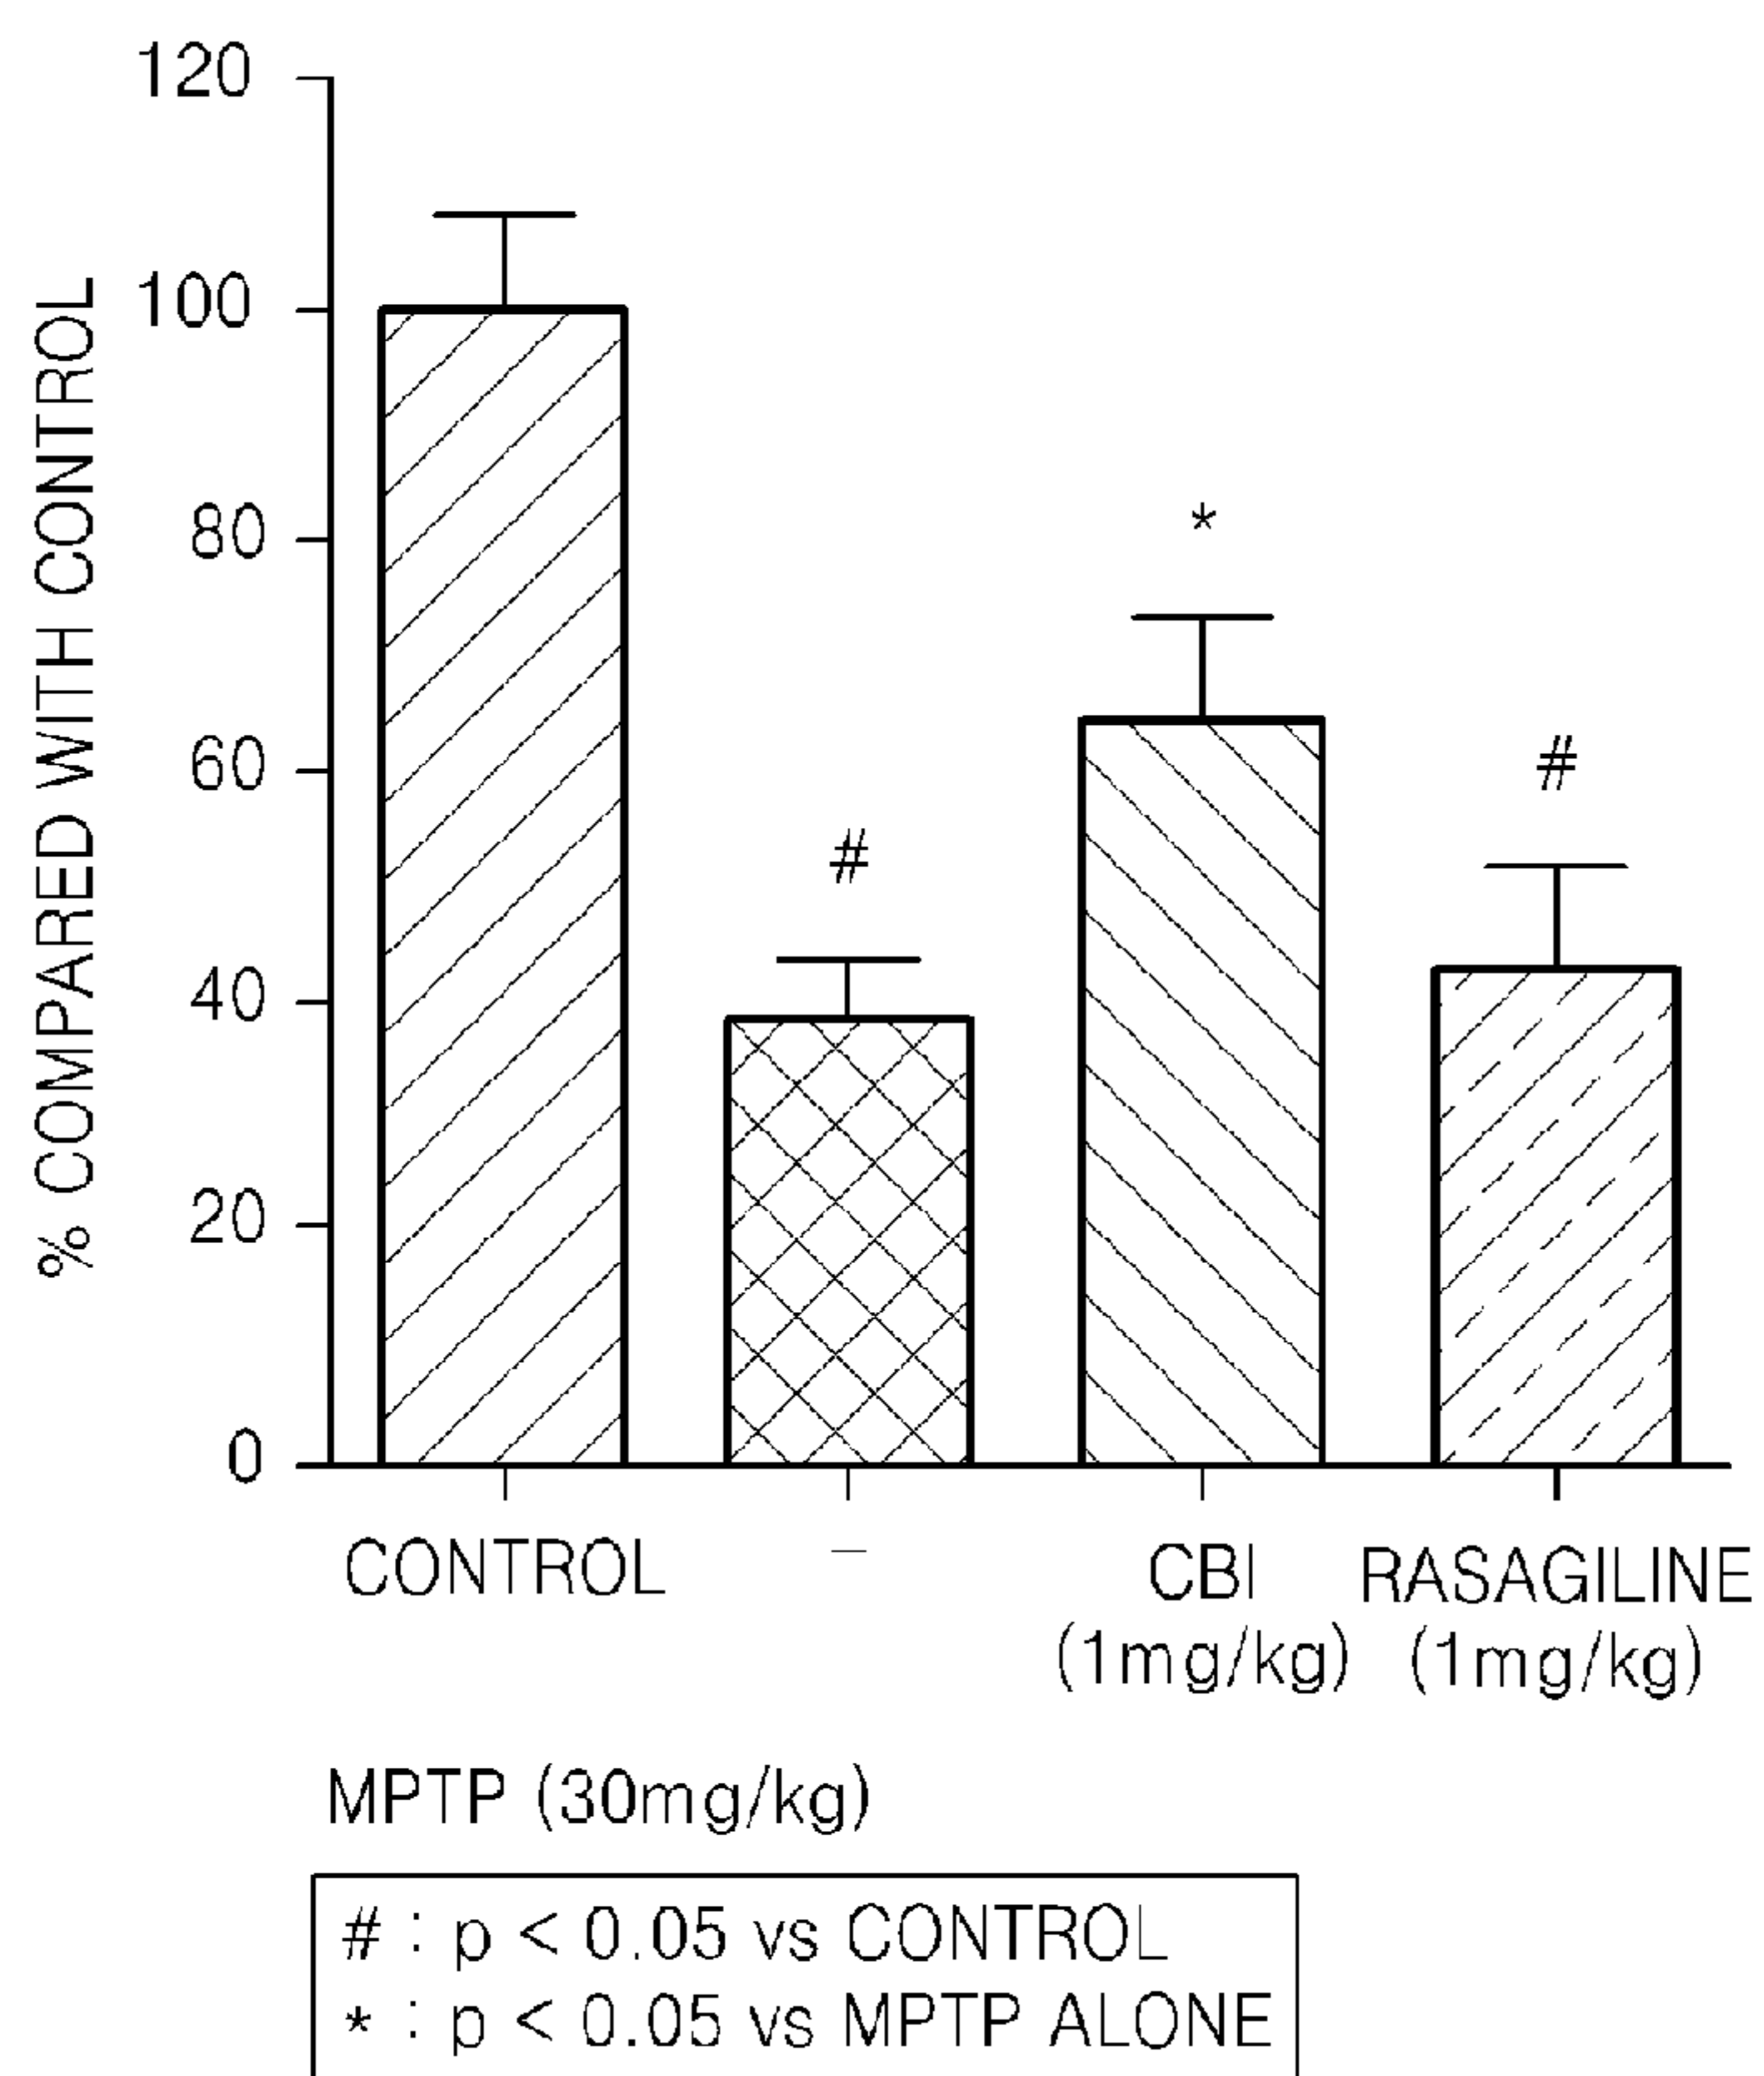 % COMPARED WITH CONTROL
120
100
80
60
40
20
0
*
#
#
CONTROL
–
CBI
(1mg/kg)
RASAGILINE
(1mg/kg)
MPTP (30mg/kg)
# : p < 0.05 vs CONTROL
* : p < 0.05 vs MPTP ALONE